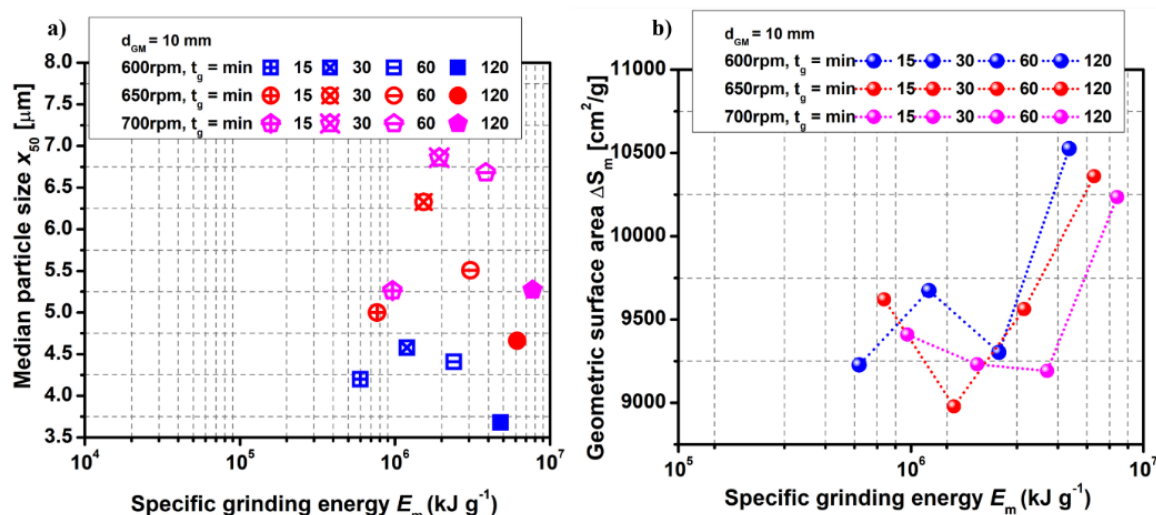 a)
d_GM = 10 mm
600rpm, t_g = min 15 30 60 120
650rpm, t_g = min 15 30 60 120
700rpm, t_g = min 15 30 60 120
Median particle size x_50 [µm]
8.0
7.5
7.0
6.5
6.0
5.5
5.0
4.5
4.0
3.5
10^4 10^5 10^6 10^7
Specific grinding energy E_m (kJ g^-1)
b)
d_GM = 10 mm
600rpm, t_g = min 15 30 60 120
650rpm, t_g = min 15 30 60 120
700rpm, t_g = min 15 30 60 120
Geometric surface area ΔS_m [cm^2/g]
11000
10500
10000
9500
9000
10^5 10^6 10^7
Specific grinding energy E_m (kJ g^-1)